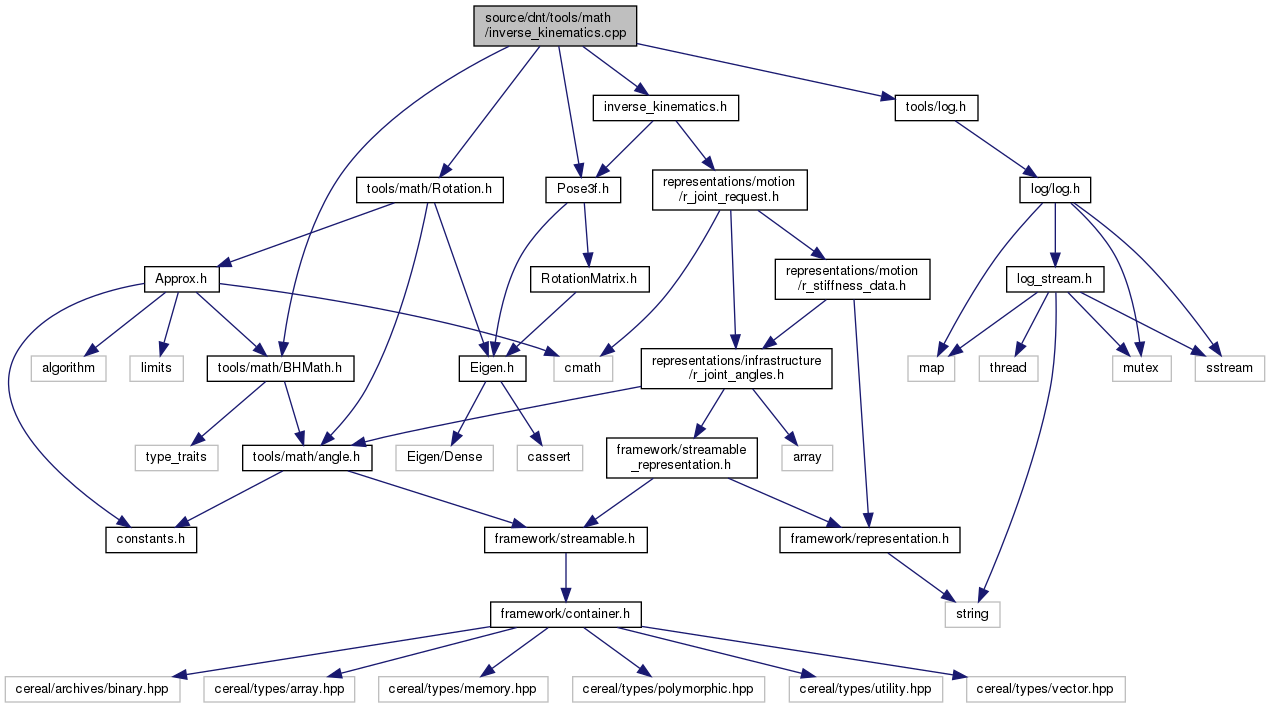 source/dnt/tools/math
/inverse_kinematics.cpp
inverse_kinematics.h
tools/log.h
tools/math/Rotation.h
Pose3f.h
representations/motion
/r_joint_request.h
log/log.h
Approx.h
RotationMatrix.h
representations/motion
/r_stiffness_data.h
log_stream.h
algorithm
limits
tools/math/BHMath.h
Eigen.h
cmath
representations/infrastructure
/r_joint_angles.h
map
thread
mutex
sstream
type_traits
tools/math/angle.h
Eigen/Dense
cassert
framework/streamable
_representation.h
array
constants.h
framework/streamable.h
framework/representation.h
framework/container.h
string
cereal/archives/binary.hpp
cereal/types/array.hpp
cereal/types/memory.hpp
cereal/types/polymorphic.hpp
cereal/types/utility.hpp
cereal/types/vector.hpp